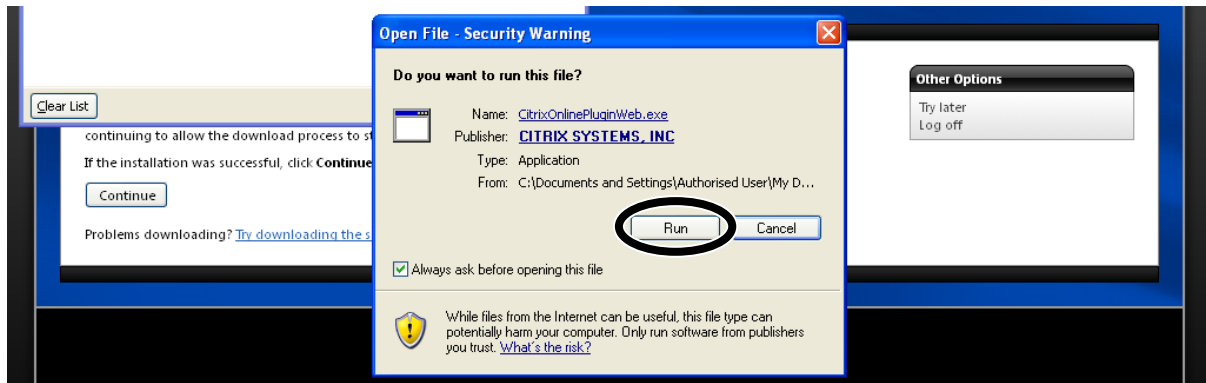 Open File - Security Warning
Do you want to run this file?
Name: CitrixOnlinePluginWeb.exe
Publisher: CITRIX SYSTEMS, INC
Type: Application
From: C:\Documents and Settings\Authorised User\My D...
Run Cancel
Always ask before opening this file
While files from the Internet can be useful, this file type can
potentially harm your computer. Only run software from publishers
you trust. What's the risk?
Clear List
continuing to allow the download process to
If the installation was successful, click Continue
Continue
Problems downloading? Try downloading the
Other Options
Try later
Log off